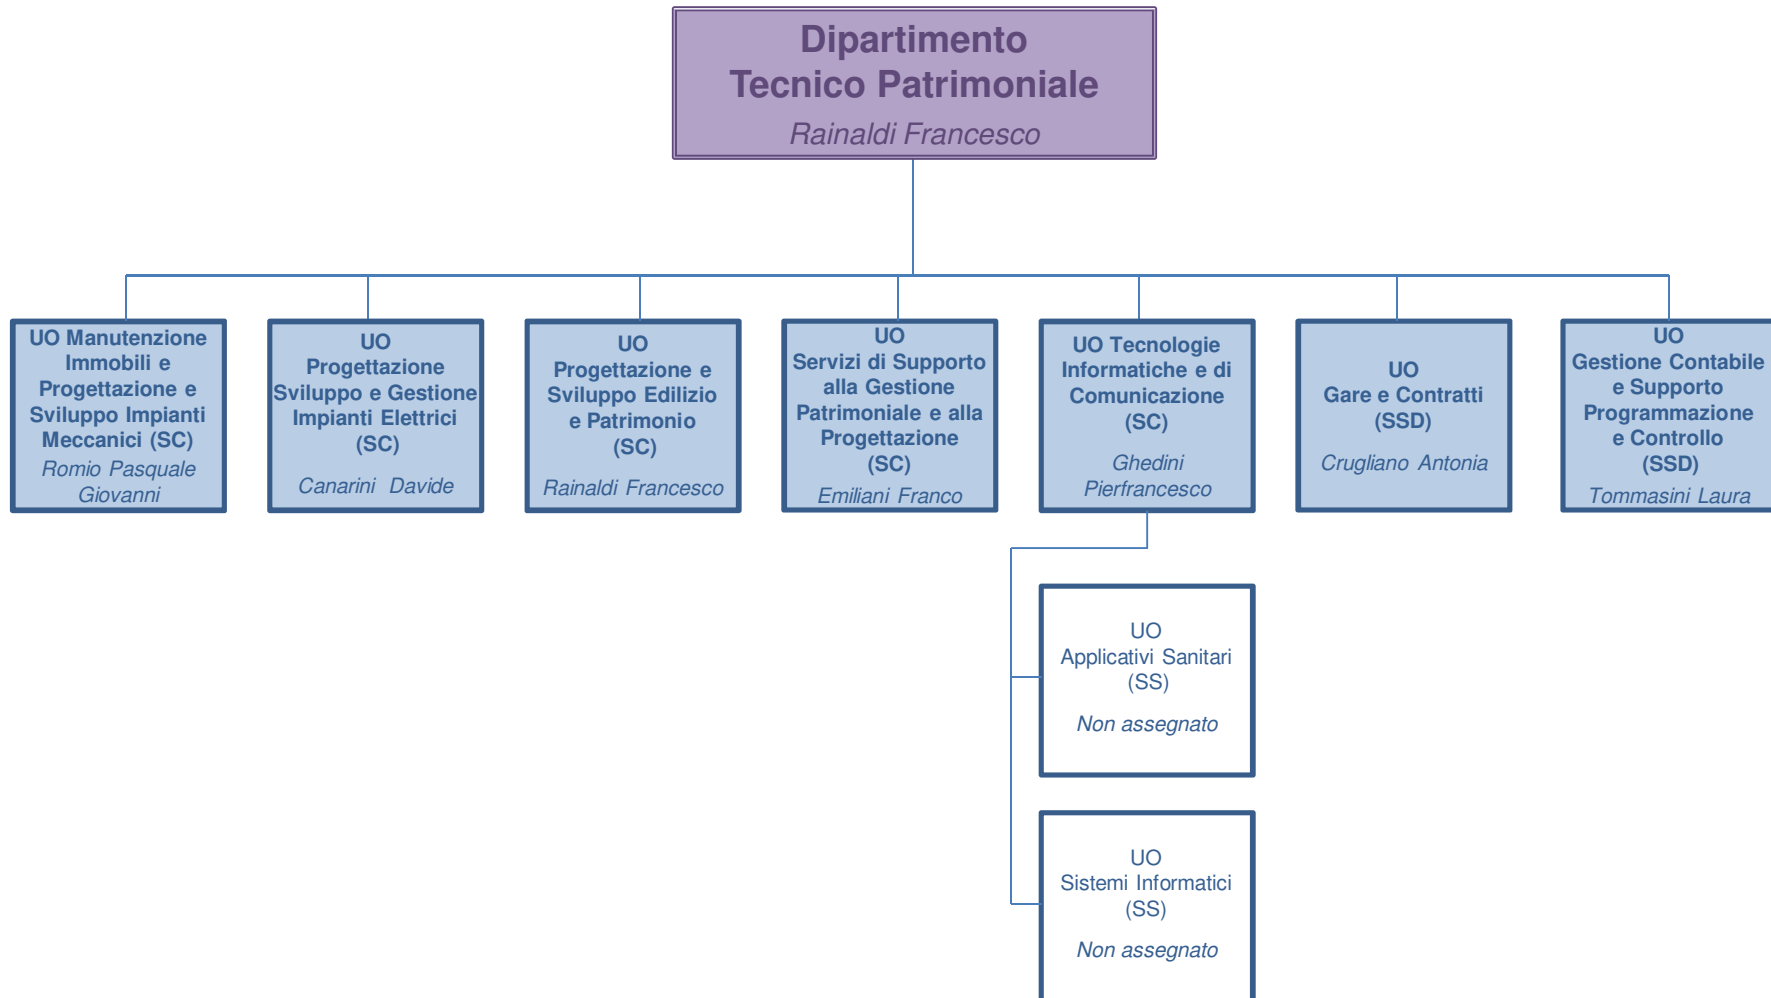 Dipartimento
Tecnico Patrimoniale
Rainaldi Francesco
UO Manutenzione
Immobili e
Progettazione e
Sviluppo Impianti
Meccanici (SC)
Romio Pasquale
Giovanni
UO
Progettazione
Sviluppo e Gestione
Impianti Elettrici
(SC)
Canarini Davide
UO
Progettazione e
Sviluppo Edilizio
e Patrimonio
(SC)
Rainaldi Francesco
UO
Servizi di Supporto
alla Gestione
Patrimoniale e alla
Progettazione
(SC)
Emiliani Franco
UO Tecnologie
Informatiche e di
Comunicazione
(SC)
Ghedini
Pierfrancesco
UO
Gare e Contratti
(SSD)
Crugliano Antonia
UO
Gestione Contabile
e Supporto
Programmazione
e Controllo
(SSD)
Tommasini Laura
UO
Applicativi Sanitari
(SS)
Non assegnato
UO
Sistemi Informatici
(SS)
Non assegnato